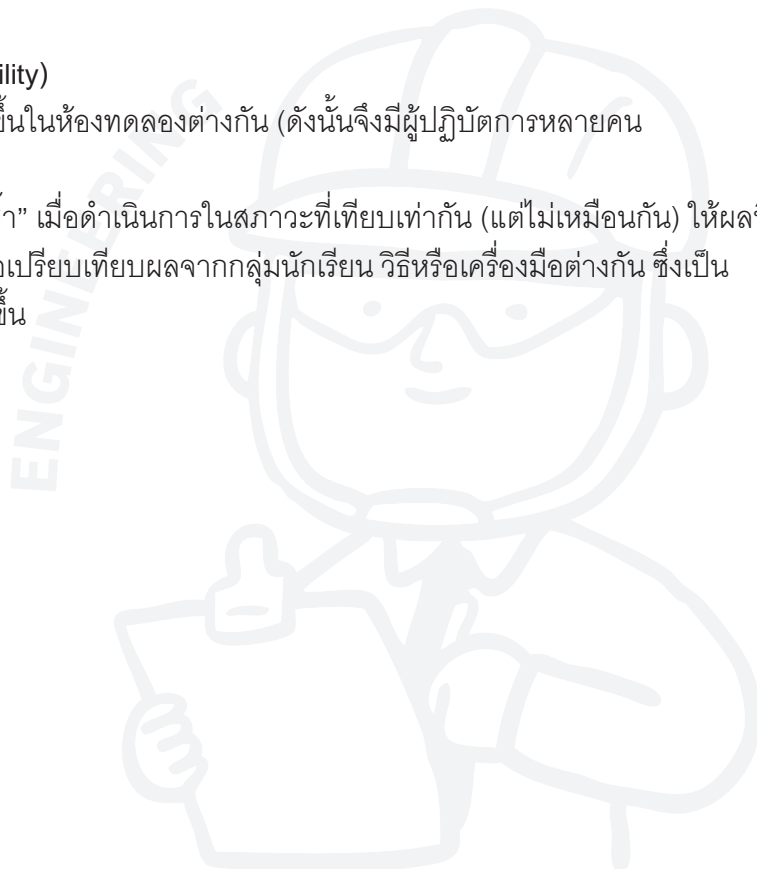 ility)
ขึ้นในห้องทดลองต่างกัน (ดังนั้นจึงมีผู้ปฏิบัตการหลายคน
้า” เมื่อดำเนินการในสภาวะที่เทียบเท่ากัน (แต่ไม่เหมือนกัน) ให้ผล
อเปรียบเทียบผลจากกลุ่มนักเรียน วิธีหรือเครื่องมือต่างกัน ซึ่งเป็น
ขึ้น
ENGINEERING